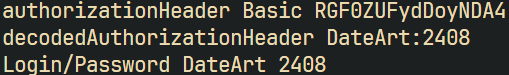 authorizationHeader Basic RGF0ZUFydDoyNDA4
decodedAuthorizationHeader DateArt:2408
Login/Password DateArt 2408